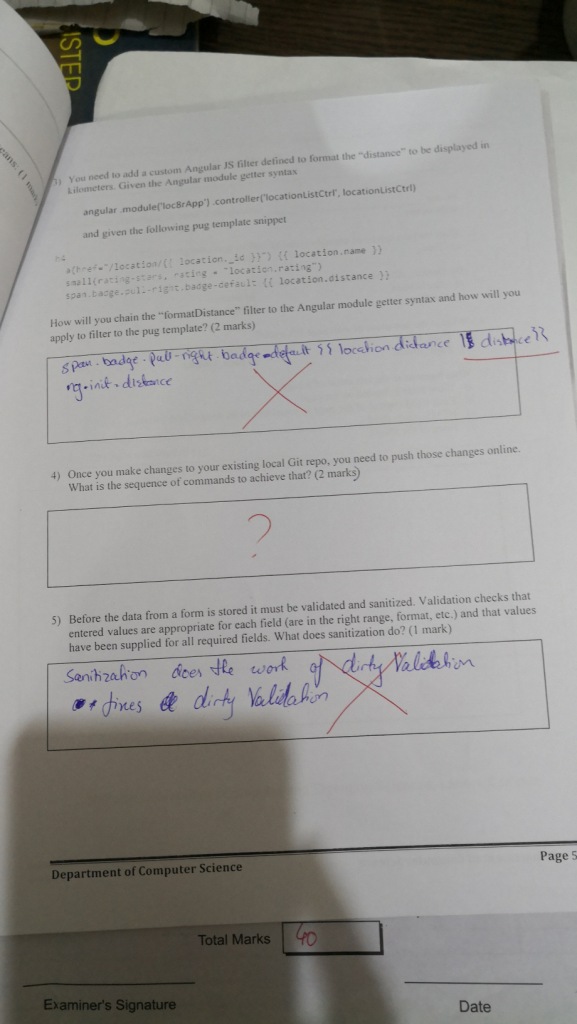 ISTER
You need to add a custom Angular JS filter defined to format the "distance" to be displayed in
kilometers. Given the Angular module getter syntax
angular .module('loc8rApp') .controller('locationListCtrl', locationListCtrl)
and given the following pug template snippet
h4
a(href="/location/{{ location._id }}") {{ location.name }}
small(rating-stars, rating = "location.rating")
span.badge.pull-right.badge-default {{ location.distance }}
How will you chain the "formatDistance" filter to the Angular module getter syntax and how will you
apply to filter to the pug template? (2 marks)
span.badge.pull-right.badge-default {{ location distance | distance}}
ng-init.distance
4) Once you make changes to your existing local Git repo, you need to push those changes online.
What is the sequence of commands to achieve that? (2 marks)
?
5) Before the data from a form is stored it must be validated and sanitized. Validation checks that
entered values are appropriate for each field (are in the right range, format, etc.) and that values
have been supplied for all required fields. What does sanitization do? (1 mark)
Sanitization does the work of dirty Validation
fixes dirty Validation
Department of Computer Science
Page 5
Total Marks 40
Examiner's Signature
Date